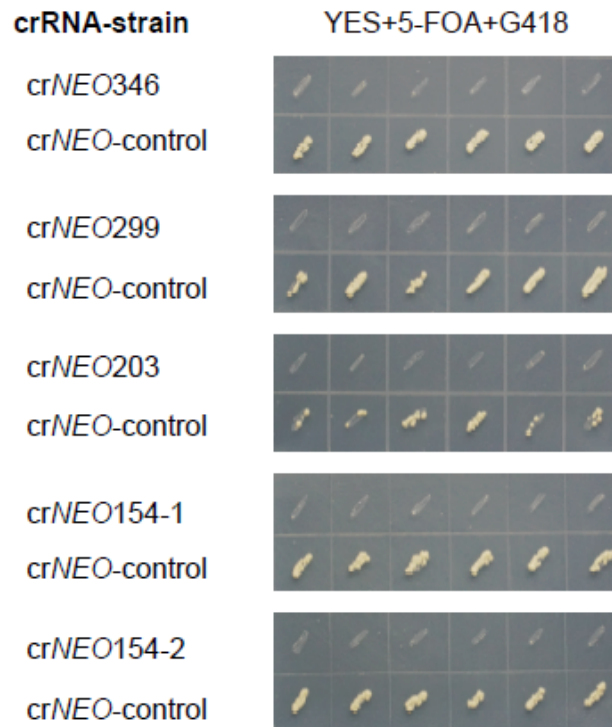 crRNA-strain YES+5-FOA+G418
crNEO346
crNEO-control
crNEO299
crNEO-control
crNEO203
crNEO-control
crNEO154-1
crNEO-control
crNEO154-2
crNEO-control